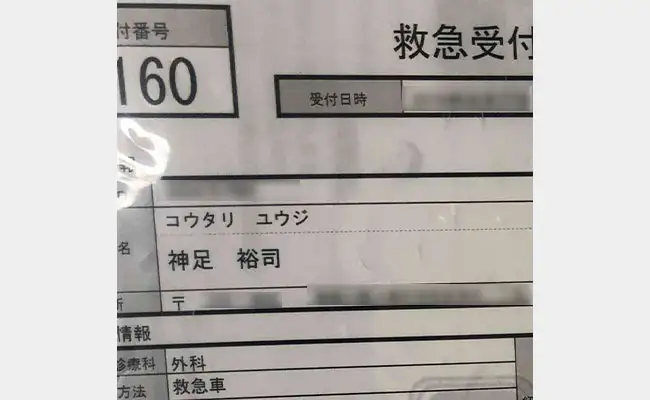 付番号
160
救急受付
受付日時
コウタリ ユウジ
名
神足 裕司
所
〒
情報
診療科
外科
方法
救急車